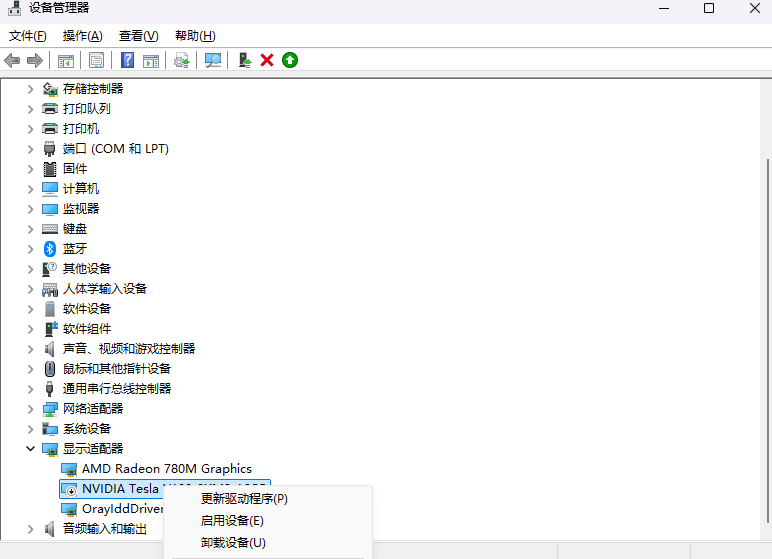 设备管理器
文件(F) 操作(A) 查看(V) 帮助(H)
存储控制器
打印队列
打印机
端口 (COM 和 LPT)
固件
计算机
监视器
键盘
蓝牙
其他设备
人体学输入设备
软件设备
软件组件
声音、视频和游戏控制器
鼠标和其他指针设备
通用串行总线控制器
网络适配器
系统设备
显示适配器
AMD Radeon 780M Graphics
NVIDIA Tesla
OrayIddDriver
音频输入和输出
更新驱动程序(P)
启用设备(E)
卸载设备(U)